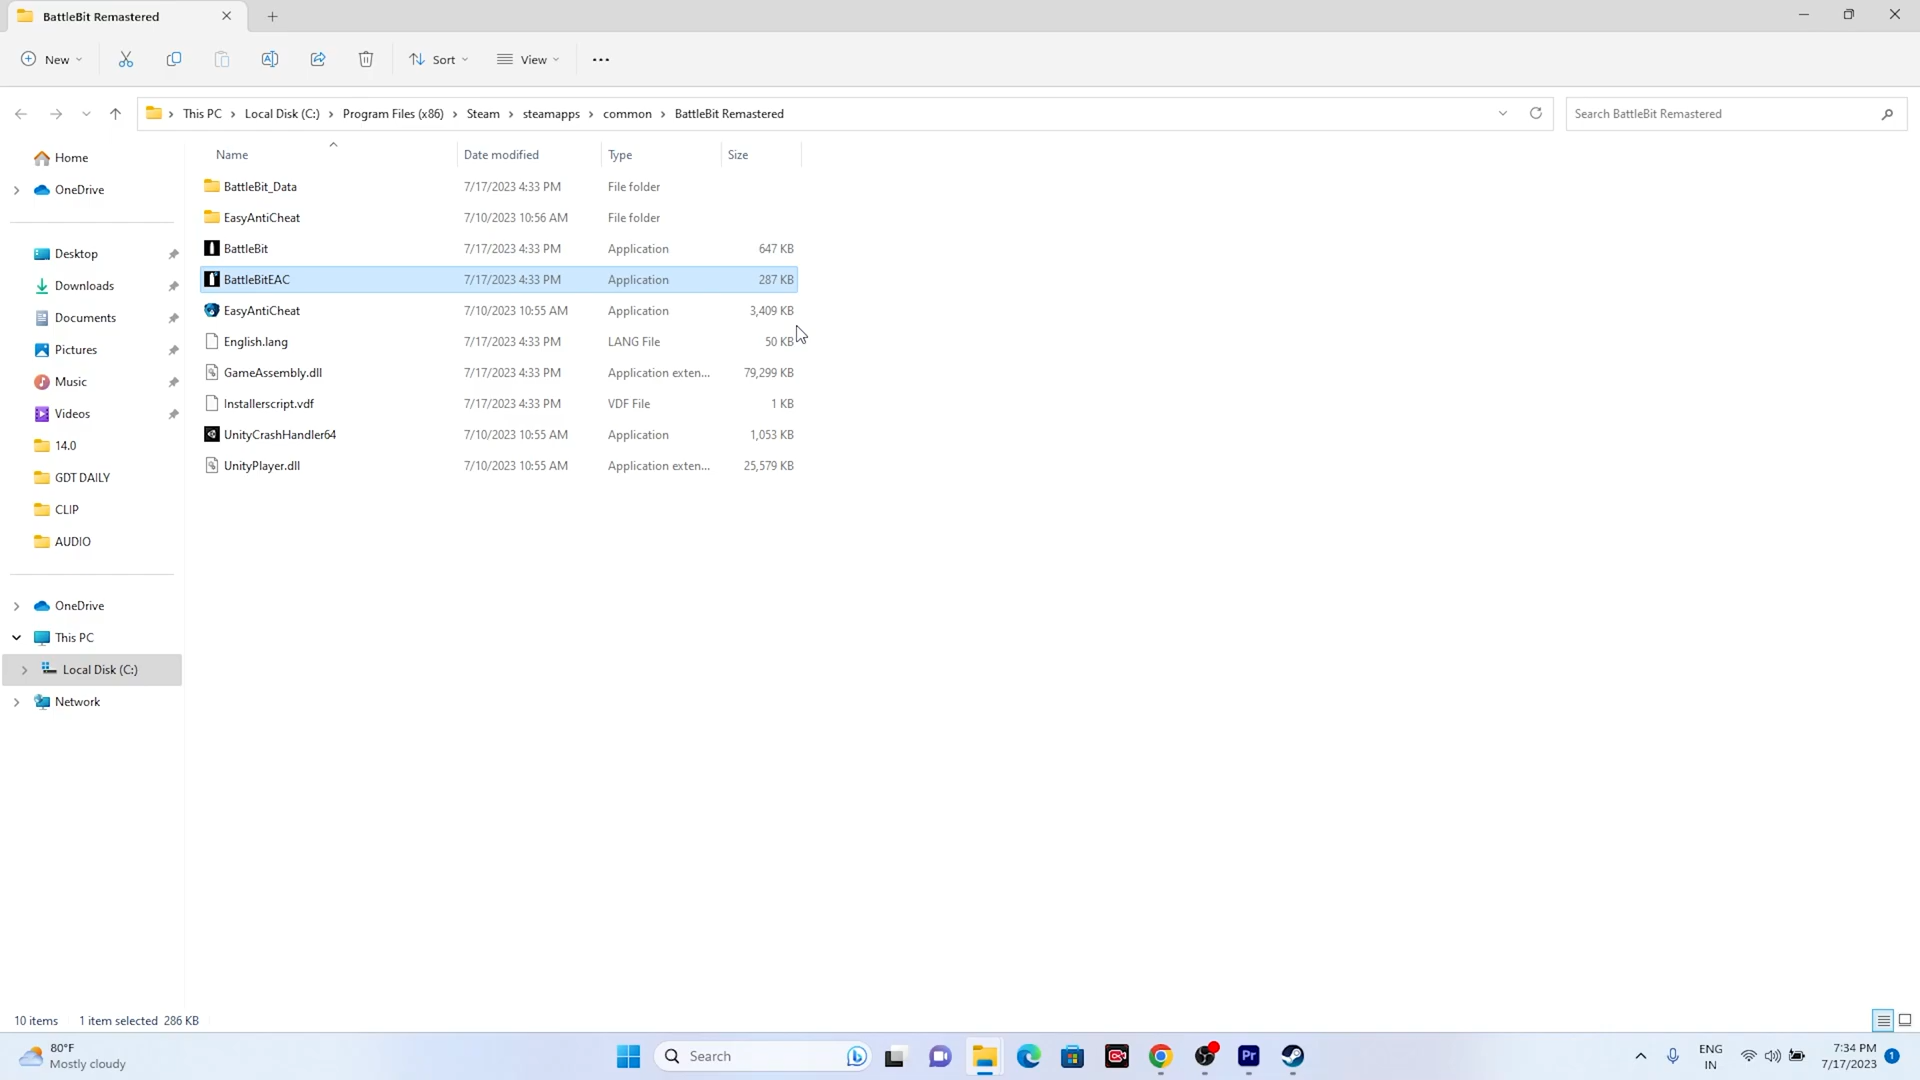 BattleBit Remastered
New
Sort
View
This PC > Local Disk (C:) > Program Files (x86) > Steam > steamapps > common > BattleBit Remastered
Search BattleBit Remastered
Home
OneDrive
Desktop
Downloads
Documents
Pictures
Music
Videos
14.0
GDT DAILY
CLIP
AUDIO
OneDrive
This PC
Local Disk (C:)
Network
Name Date modified Type Size
BattleBit_Data 7/17/2023 4:33 PM File folder
EasyAntiCheat 7/10/2023 10:56 AM File folder
BattleBit 7/17/2023 4:33 PM Application 647 KB
BattleBitEAC 7/17/2023 4:33 PM Application 287 KB
EasyAntiCheat 7/10/2023 10:55 AM Application 3,409 KB
English.lang 7/17/2023 4:33 PM LANG File 50 KB
GameAssembly.dll 7/17/2023 4:33 PM Application exten... 79,299 KB
Installerscript.vdf 7/17/2023 4:33 PM VDF File 1 KB
UnityCrashHandler64 7/10/2023 10:55 AM Application 1,053 KB
UnityPlayer.dll 7/10/2023 10:55 AM Application exten... 25,579 KB
10 items 1 item selected 286 KB
80°F
Mostly cloudy
Search
Pr
ENG
IN
7:34 PM
7/17/2023
1